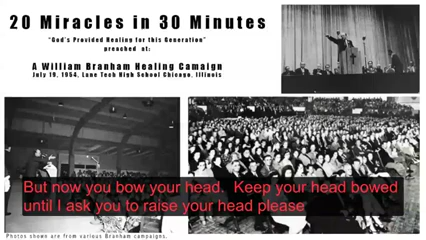 20 Miracles in 30 Minutes
"God's Provided Healing for this Generation"
preached at:
A William Branham Healing Camaign
July 19, 1954, Lane Tech High School Chicago, Illinois
But now you bow your head. Keep your head bowed
until I ask you to raise your head please
Photos shown are from various Branham campaigns.